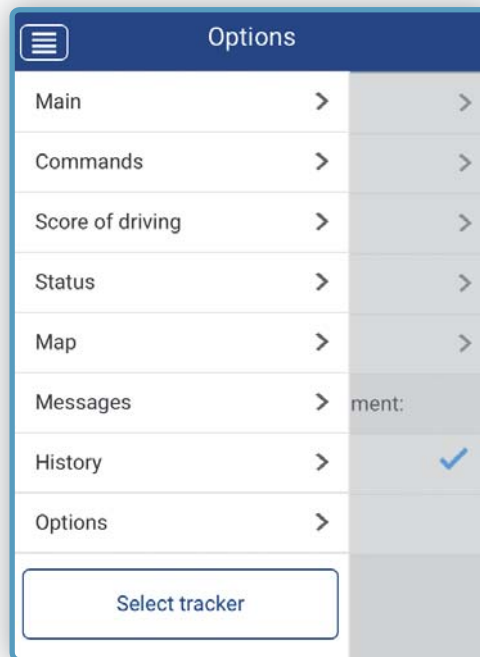 Options
Main
Commands
Score of driving
Status
Map
Messages
ment:
History
Options
Select tracker